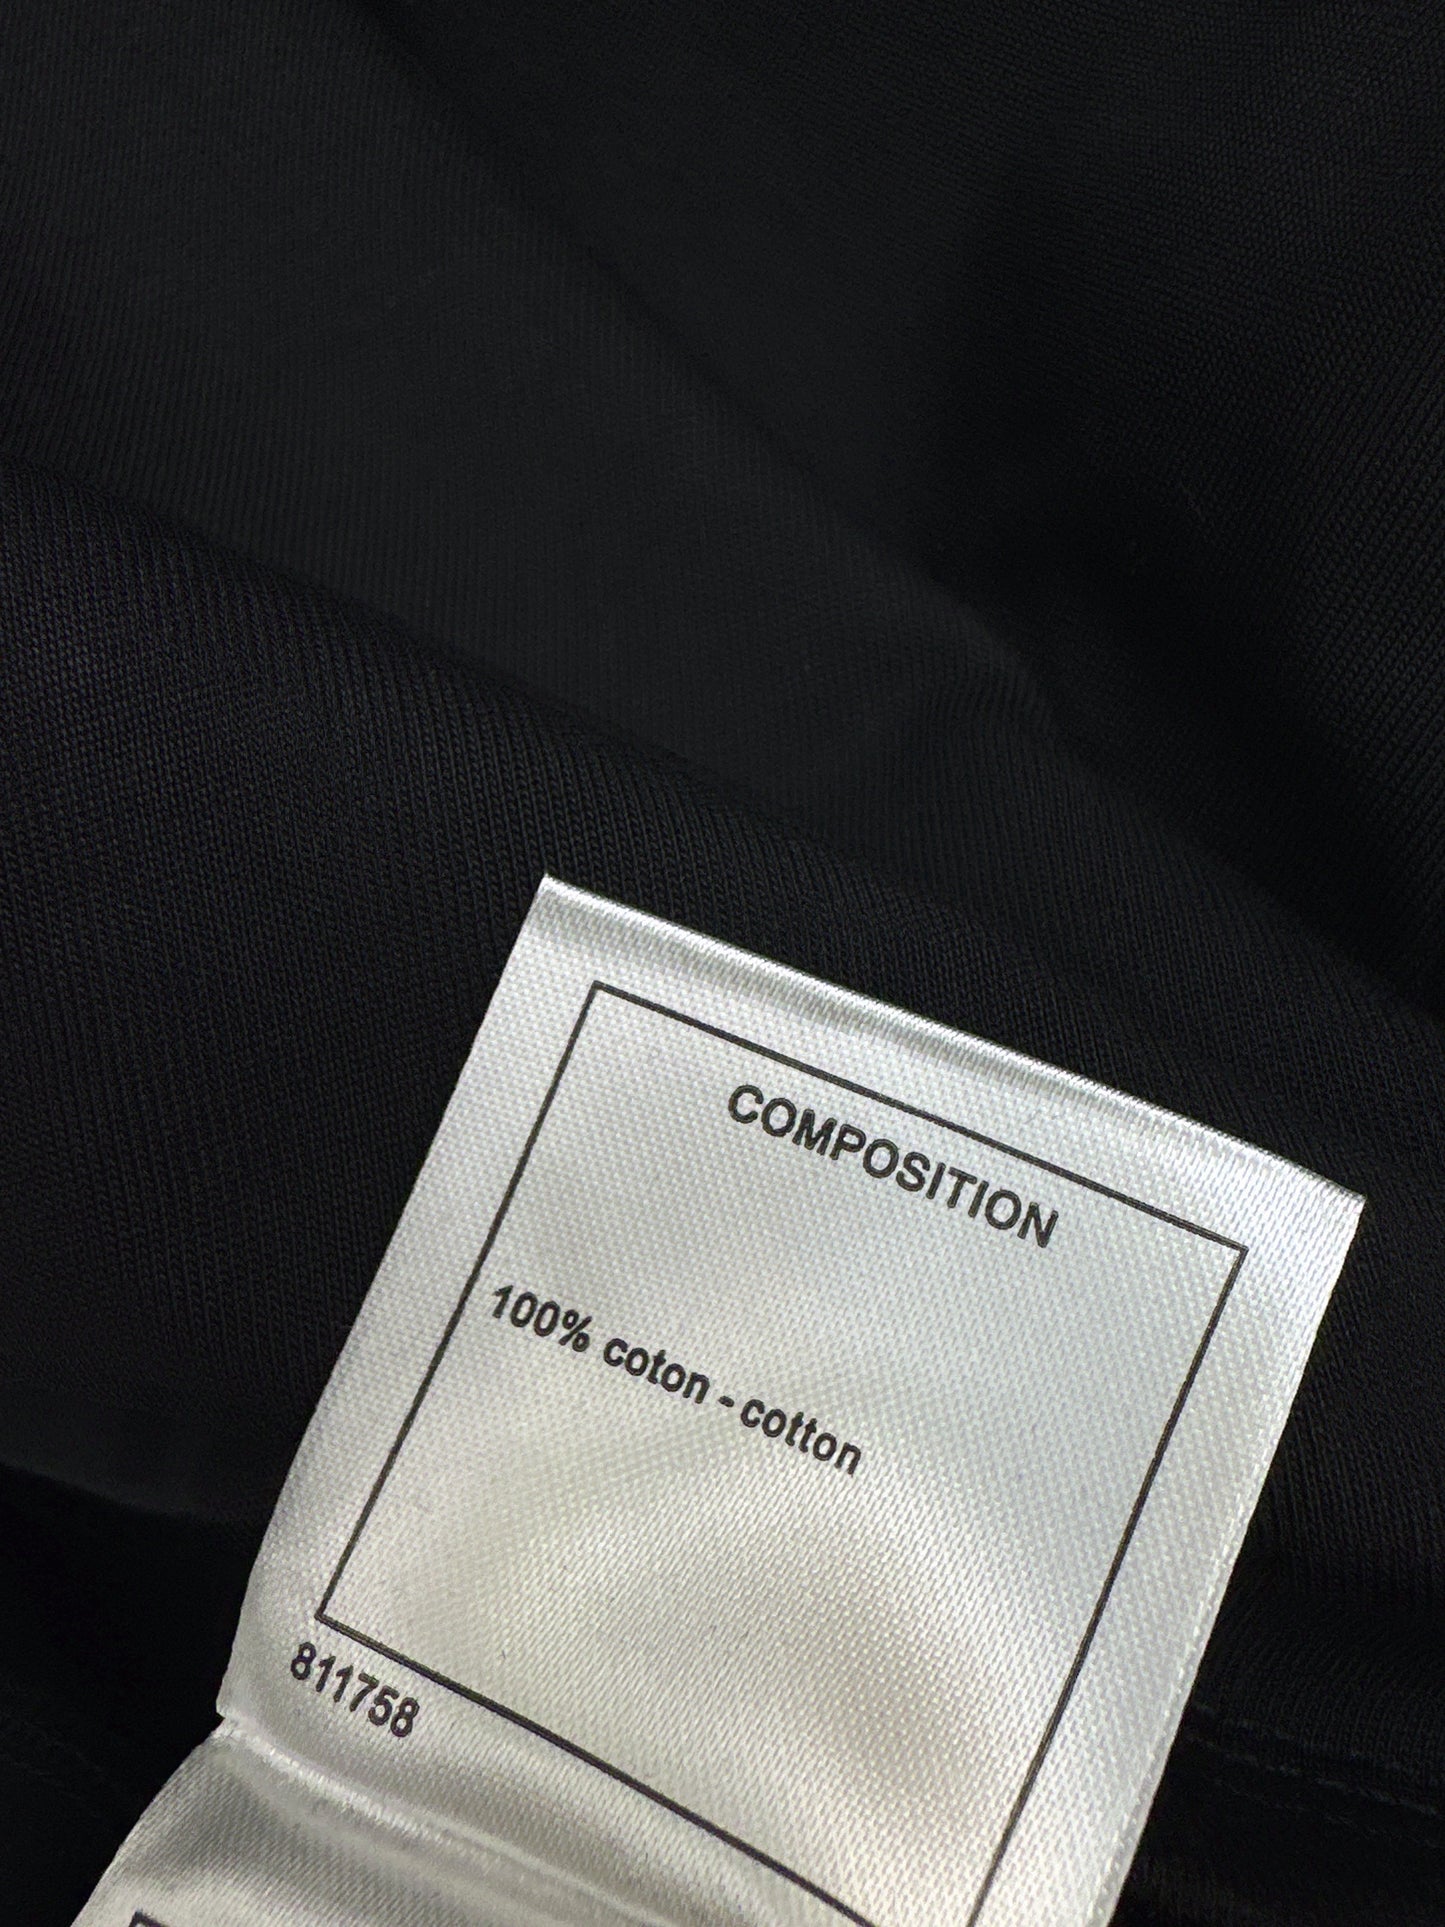 COMPOSITION
100% coton - cotton
811758